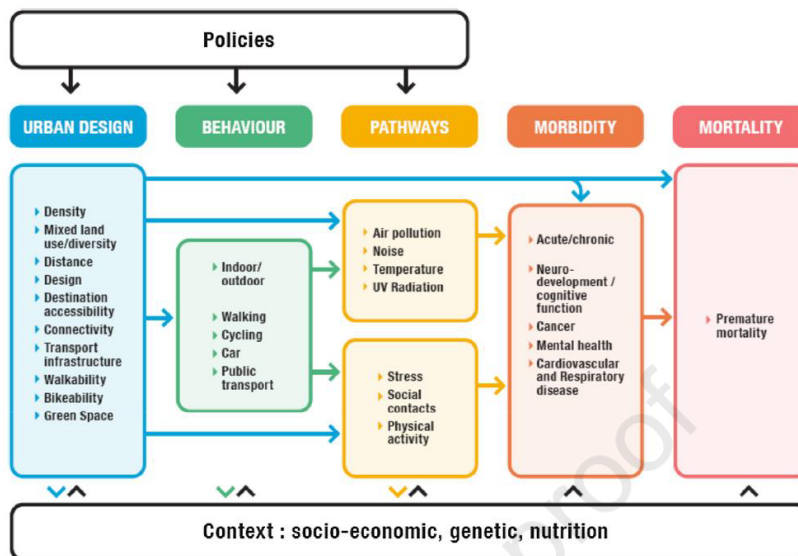 Policies
URBAN DESIGN
BEHAVIOUR
PATHWAYS
MORBIDITY
MORTALITY
Density
Mixed land
use/diversity
Distance
Design
Destination
accessibility
Connectivity
Transport
infrastructure
Walkability
Bikeability
Green Space
Indoor/
outdoor
Walking
Cycling
Car
Public
transport
Air pollution
Noise
Temperature
UV Radiation
Stress
Social
contacts
Physical
activity
Acute/chronic
Neuro-
development /
cognitive
function
Cancer
Mental health
Cardiovascular
and Respiratory
disease
Premature
mortality
proof
Context : socio-economic, genetic, nutrition